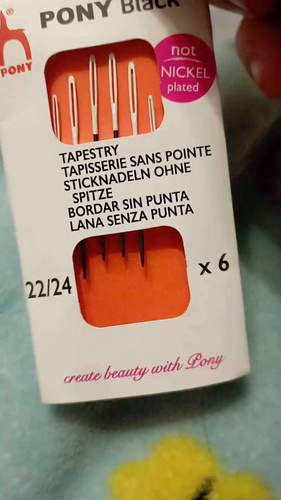 PONY Black
®
PONY
not
NICKEL
plated
TAPESTRY
TAPISSERIE SANS POINTE
STICKNADELN OHNE
SPITZE
BORDAR SIN PUNTA
LANA SENZA PUNTA
22/24
x 6
create beauty with Pony